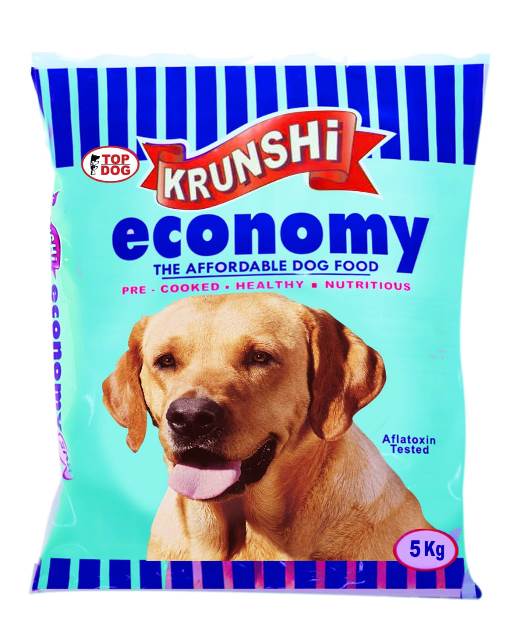 TOP
DOG
KRUNSHi
economy
THE AFFORDABLE DOG FOOD
PRE - COOKED • HEALTHY ▪ NUTRITIOUS
economy
Aflatoxin
Tested
5 Kg